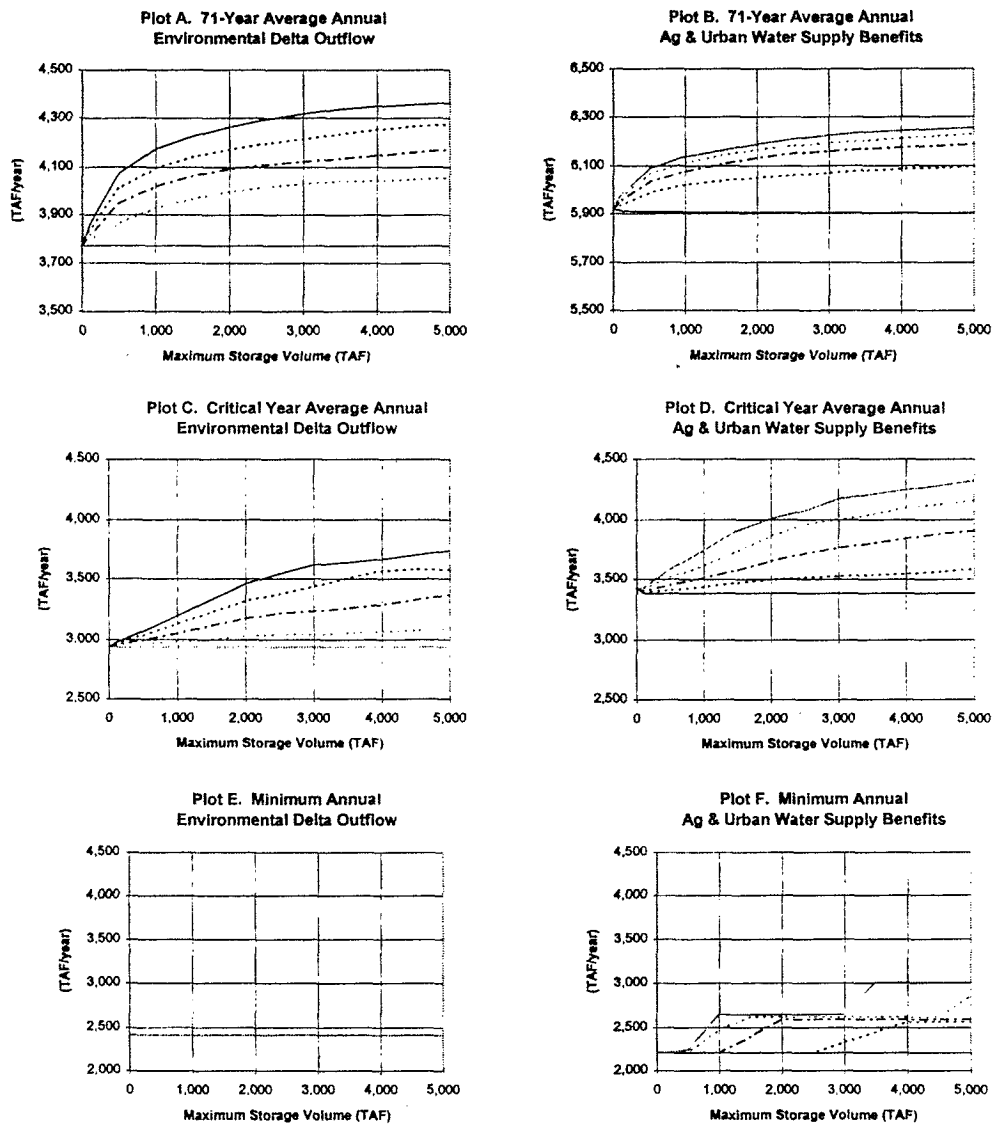 Plot A. 71-Year Average Annual
Environmental Delta Outflow
4,500
4,300
4,100
3,900
3,700
3,500
(TAF/year)
0 1,000 2,000 3,000 4,000 5,000
Maximum Storage Volume (TAF)
Plot B. 71-Year Average Annual
Ag & Urban Water Supply Benefits
6,500
6,300
6,100
5,900
5,700
5,500
(TAF/year)
0 1,000 2,000 3,000 4,000 5,000
Maximum Storage Volume (TAF)
Plot C. Critical Year Average Annual
Environmental Delta Outflow
4,500
4,000
3,500
3,000
2,500
(TAF/year)
0 1,000 2,000 3,000 4,000 5,000
Maximum Storage Volume (TAF)
Plot D. Critical Year Average Annual
Ag & Urban Water Supply Benefits
4,500
4,000
3,500
3,000
2,500
(TAF/year)
0 1,000 2,000 3,000 4,000 5,000
Maximum Storage Volume (TAF)
Plot E. Minimum Annual
Environmental Delta Outflow
4,500
4,000
3,500
3,000
2,500
2,000
(TAF/year)
0 1,000 2,000 3,000 4,000 5,000
Maximum Storage Volume (TAF)
Plot F. Minimum Annual
Ag & Urban Water Supply Benefits
4,500
4,000
3,500
3,000
2,500
2,000
(TAF/year)
0 1,000 2,000 3,000 4,000 5,000
Maximum Storage Volume (TAF)